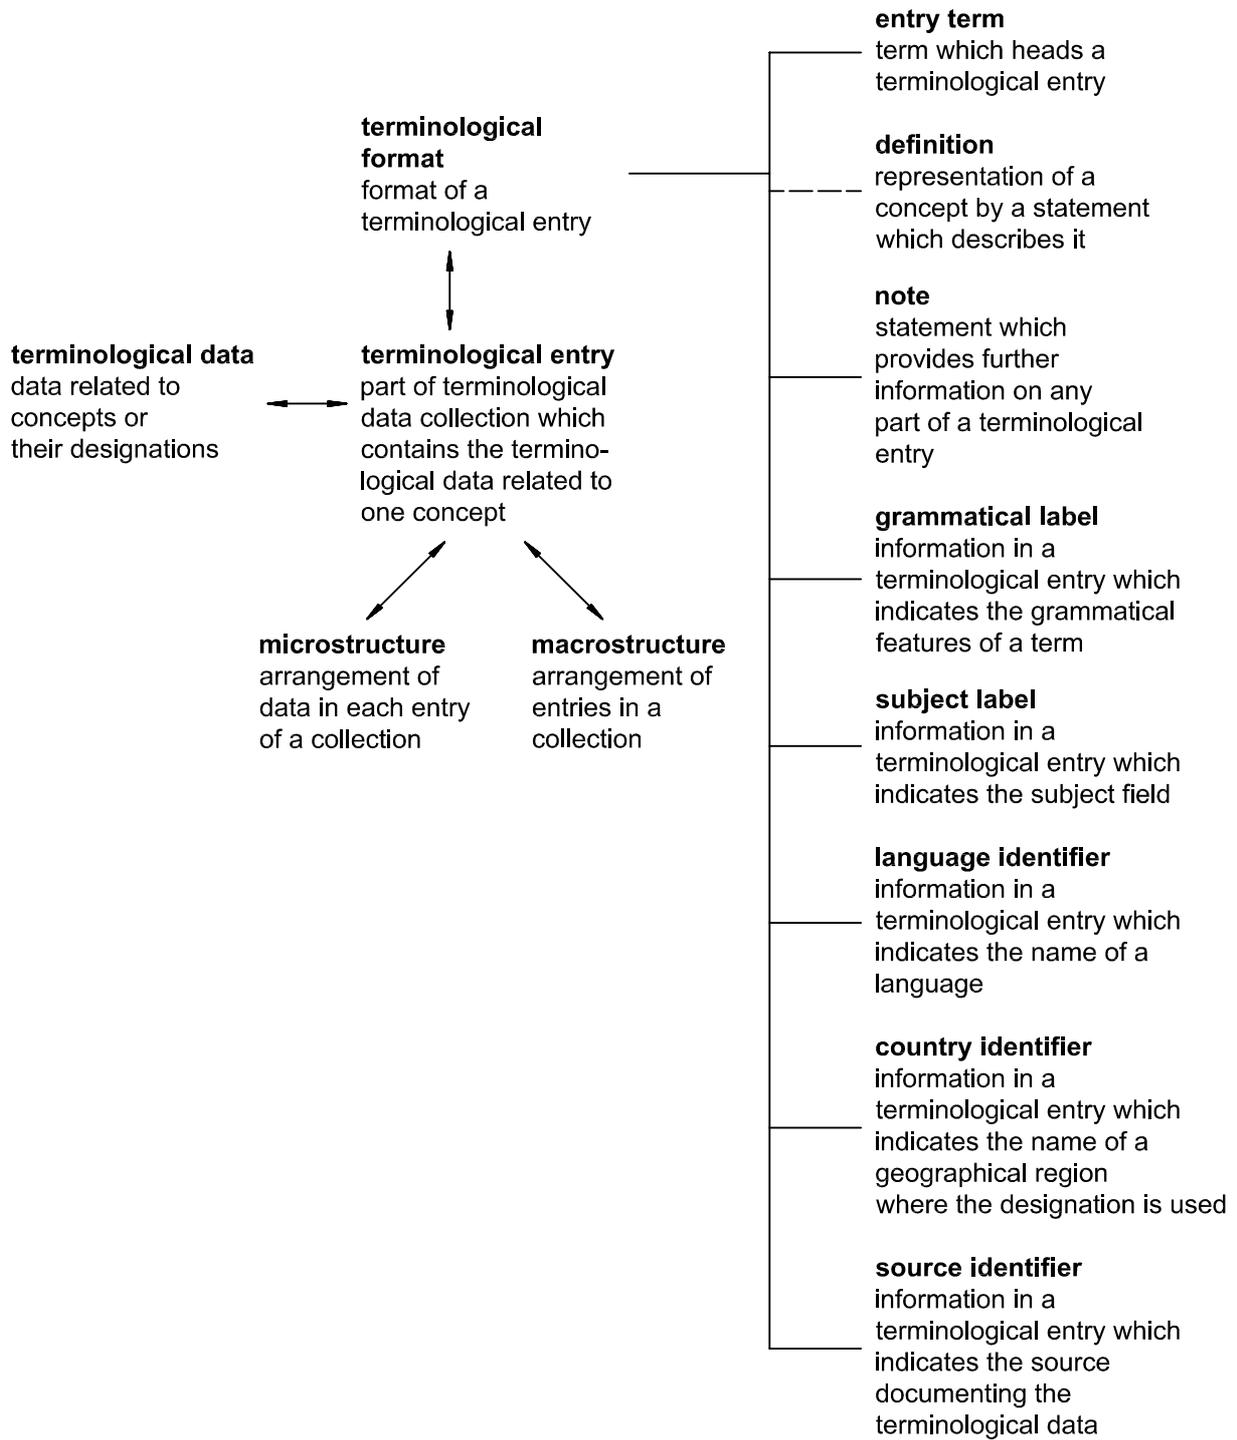 terminological
format
format of a
terminological entry
terminological data
data related to
concepts or
their designations
terminological entry
part of terminological
data collection which
contains the termino-
logical data related to
one concept
microstructure
arrangement of
data in each entry
of a collection
macrostructure
arrangement of
entries in a
collection
entry term
term which heads a
terminological entry
definition
representation of a
concept by a statement
which describes it
note
statement which
provides further
information on any
part of a terminological
entry
grammatical label
information in a
terminological entry which
indicates the grammatical
features of a term
subject label
information in a
terminological entry which
indicates the subject field
language identifier
information in a
terminological entry which
indicates the name of a
language
country identifier
information in a
terminological entry which
indicates the name of a
geographical region
where the designation is used
source identifier
information in a
terminological entry which
indicates the source
documenting the
terminological data